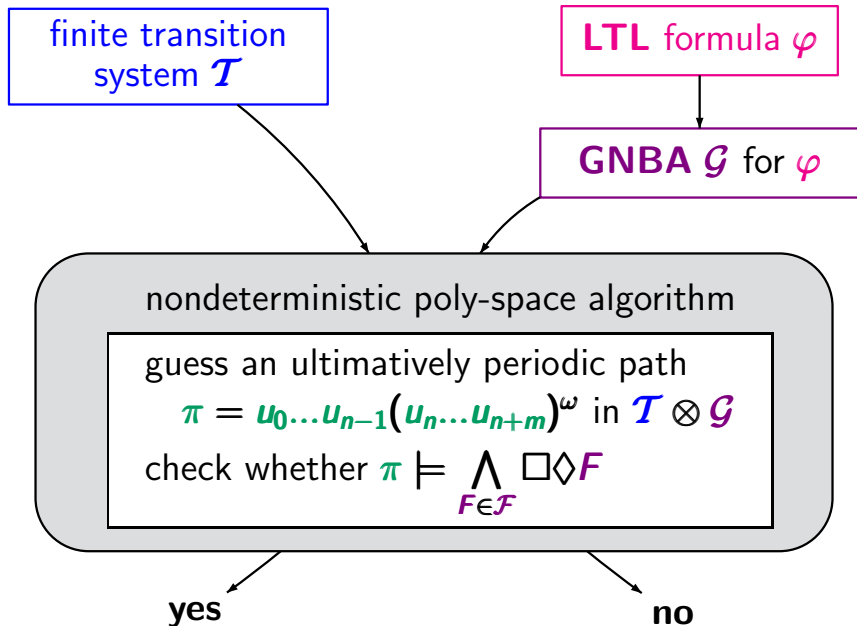 finite transition
system 𝒯
LTL formula φ
GNBA 𝒢 for φ
nondeterministic poly-space algorithm
guess an ultimatively periodic path
π = u₀...uₙ₋₁(uₙ...uₙ₊ₘ)^ω in 𝒯 ⊗ 𝒢
check whether π ⊨ ⋀ □◊F
F∈ℱ
yes
no